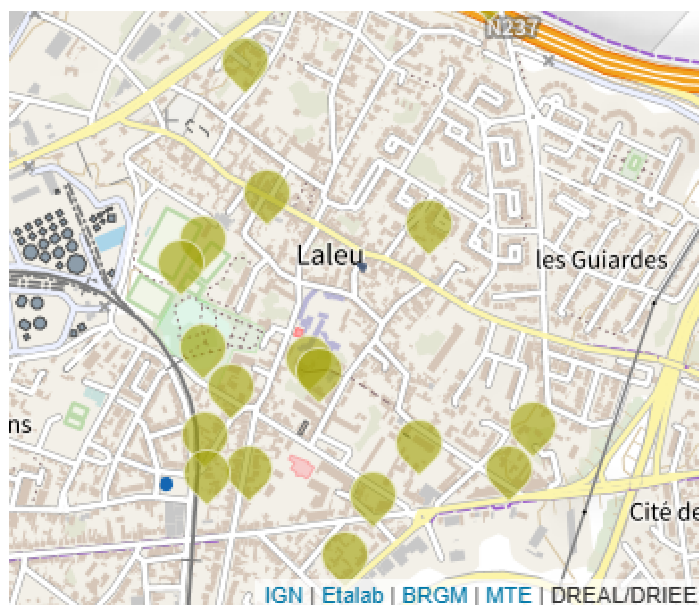 N237
Laleu
les Guiardes
ns
Cité de
IGN | Etalab | BRGM | MTE | DREAL/DRIEE